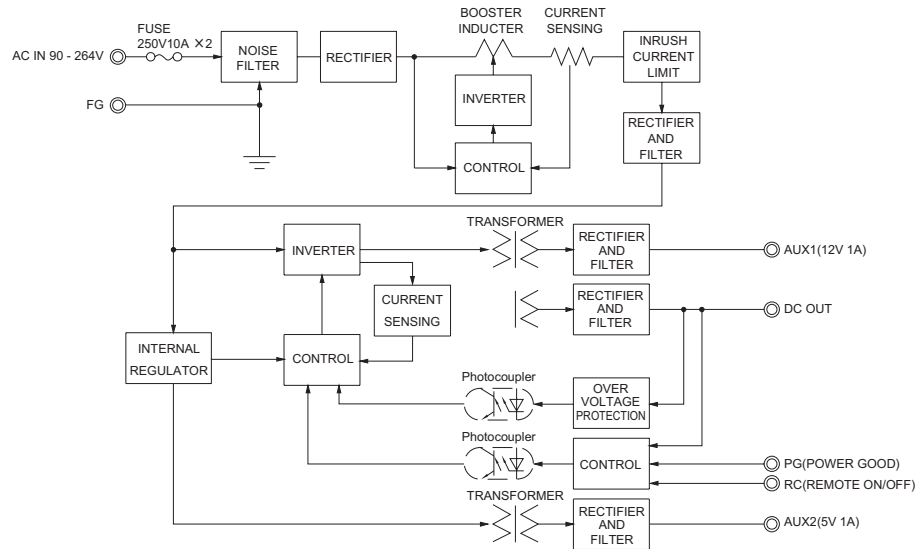 BOOSTER
INDUCTER
CURRENT
SENSING
FUSE
250V10A ×2
AC IN 90 - 264V
NOISE
FILTER
RECTIFIER
INRUSH
CURRENT
LIMIT
INVERTER
FG
RECTIFIER
AND
FILTER
CONTROL
TRANSFORMER
INVERTER
RECTIFIER
AND
FILTER
AUX1(12V 1A)
CURRENT
SENSING
RECTIFIER
AND
FILTER
DC OUT
INTERNAL
REGULATOR
CONTROL
Photocoupler
OVER
VOLTAGE
PROTECTION
Photocoupler
CONTROL
PG(POWER GOOD)
RC(REMOTE ON/OFF)
TRANSFORMER
RECTIFIER
AND
FILTER
AUX2(5V 1A)